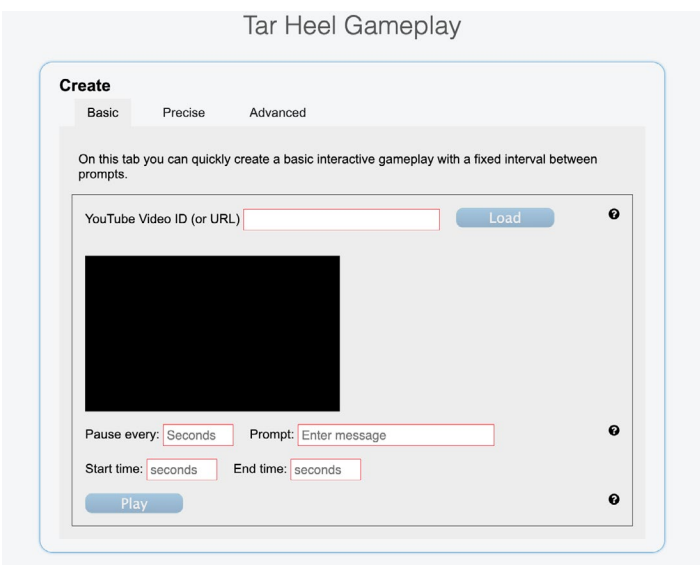 Tar Heel Gameplay
Create
Basic Precise Advanced
On this tab you can quickly create a basic interactive gameplay with a fixed interval between
prompts.
YouTube Video ID (or URL) Load
Pause every: Seconds Prompt: Enter message
Start time: seconds End time: seconds
Play